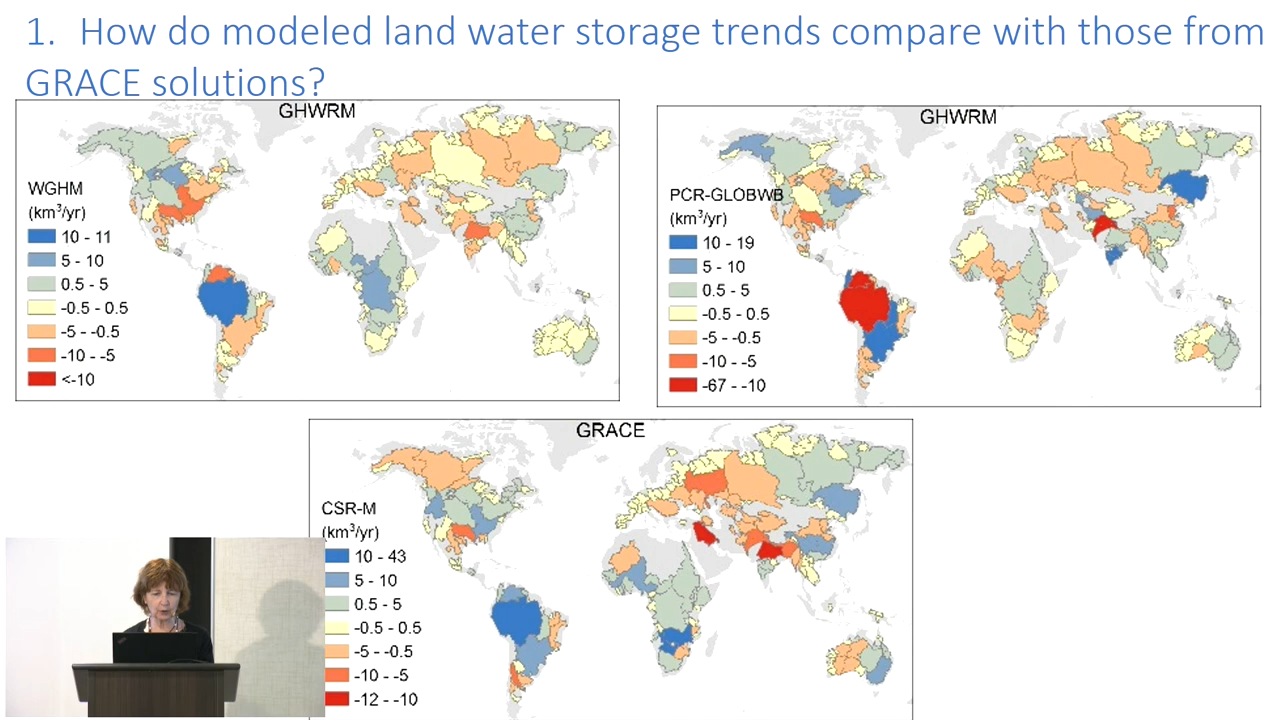 1. How do modeled land water storage trends compare with those from
GRACE solutions?
GHWRM
WGHM
(km³/yr)
10 - 11
5 - 10
0.5 - 5
-0.5 - 0.5
-5 - -0.5
-10 - -5
<-10
GHWRM
PCR-GLOBWB
(km³/yr)
10 - 19
5 - 10
0.5 - 5
-0.5 - 0.5
-5 - -0.5
-10 - -5
-67 - -10
GRACE
CSR-M
(km³/yr)
10 - 43
5 - 10
0.5 - 5
-0.5 - 0.5
-5 - -0.5
-10 - -5
-12 - -10